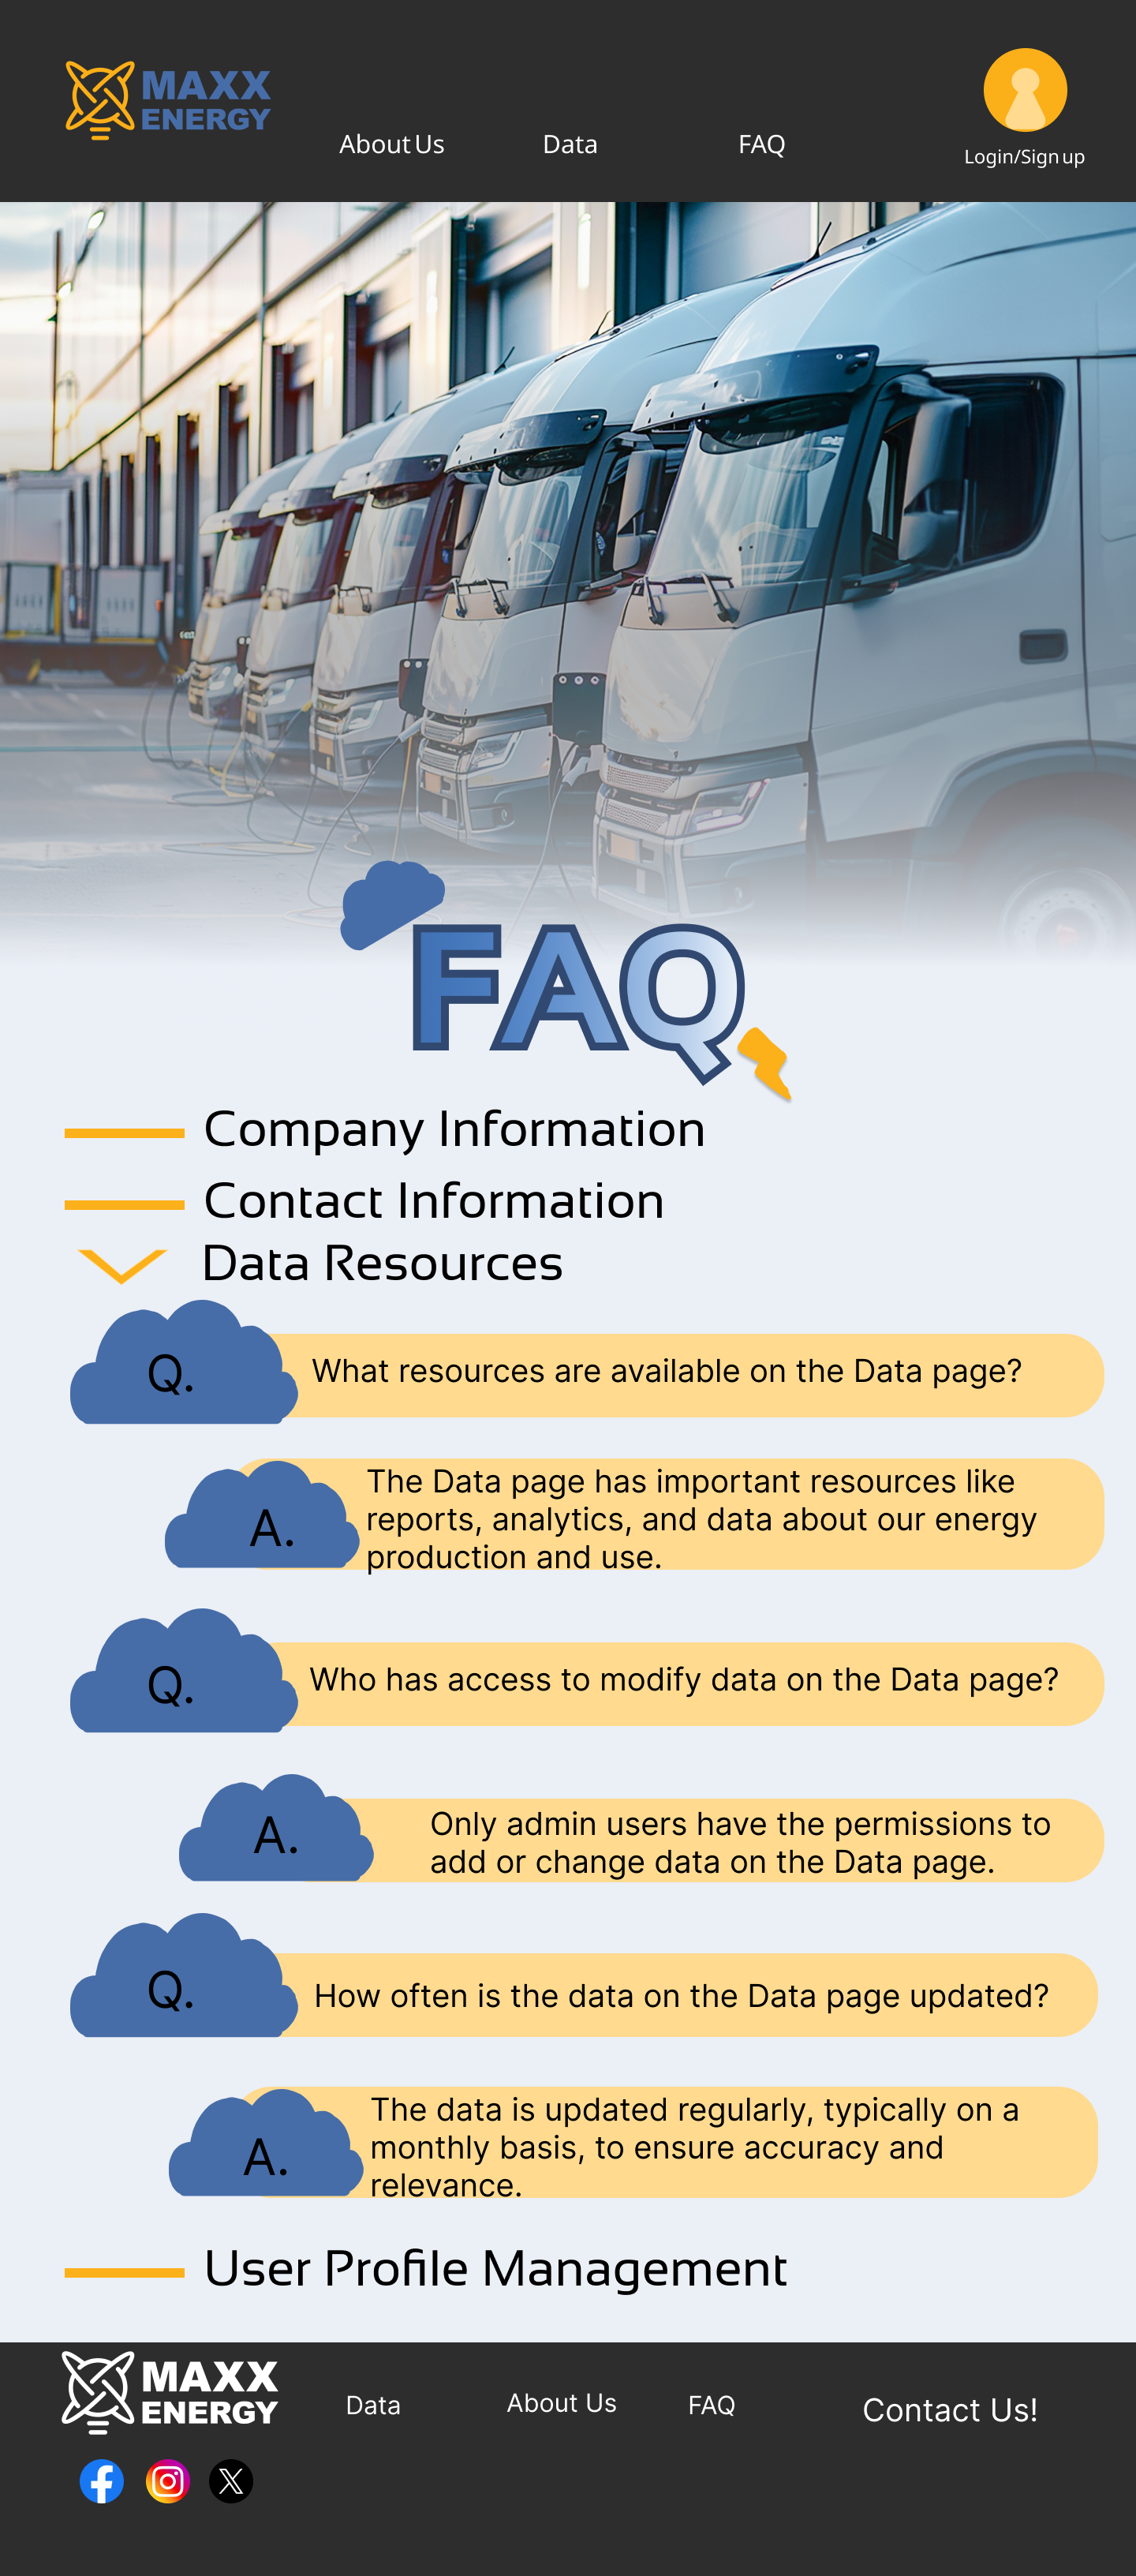 MAXX
ENERGY
About Us
Data
FAQ
Login/Sign up
FAQ
Company Information
Contact Information
Data Resources
Q.
What resources are available on the Data page?
A.
The Data page has important resources like
reports, analytics, and data about our energy
production and use.
Q.
Who has access to modify data on the Data page?
A.
Only admin users have the permissions to
add or change data on the Data page.
Q.
How often is the data on the Data page updated?
A.
The data is updated regularly, typically on a
monthly basis, to ensure accuracy and
relevance.
User Profile Management
MAXX
ENERGY
Data
About Us
FAQ
Contact Us!